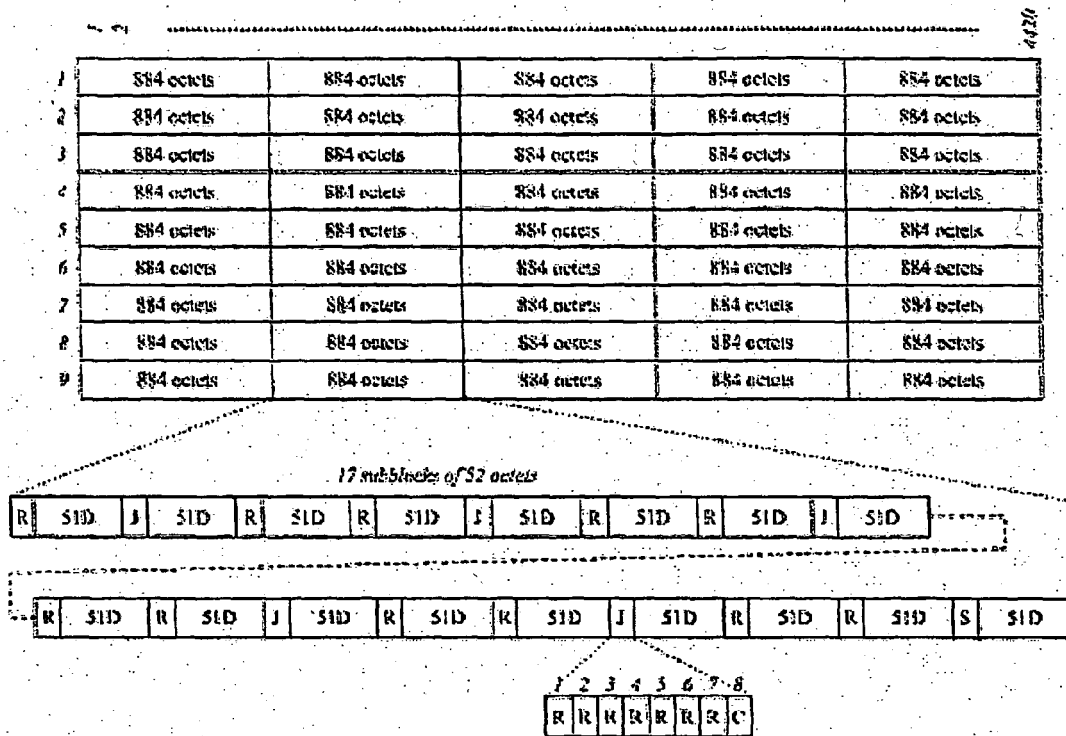 1 2 4420
1 884 octets 884 octets 884 octets 884 octets 884 octets
2 884 octets 884 octets 884 octets 884 octets 884 octets
3 884 octets 884 octets 884 octets 884 octets 884 octets
4 884 octets 884 octets 884 octets 884 octets 884 octets
5 884 octets 884 octets 884 octets 884 octets 884 octets
6 884 octets 884 octets 884 octets 884 octets 884 octets
7 884 octets 884 octets 884 octets 884 octets 884 octets
8 884 octets 884 octets 884 octets 884 octets 884 octets
9 884 octets 884 octets 884 octets 884 octets 884 octets
17 subblocks of 52 octets
R 51D J 51D R 51D R 51D J 51D R 51D R 51D J 51D
R 51D R 51D J 51D R 51D R 51D J 51D R 51D R 51D S 51D
1 2 3 4 5 6 7 8
R R R R R R R C